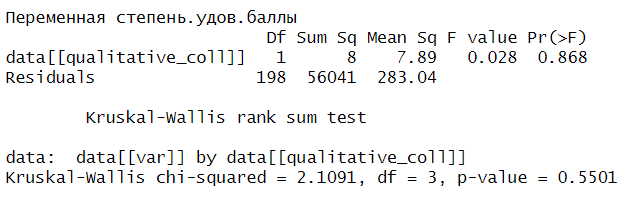 Переменная степень.удов.баллы
Df Sum Sq Mean Sq F value Pr(>F)
data[[qualitative_coll]] 1 8 7.89 0.028 0.868
Residuals 198 56041 283.04
Kruskal-Wallis rank sum test
data: data[[var]] by data[[qualitative_coll]]
Kruskal-Wallis chi-squared = 2.1091, df = 3, p-value = 0.5501